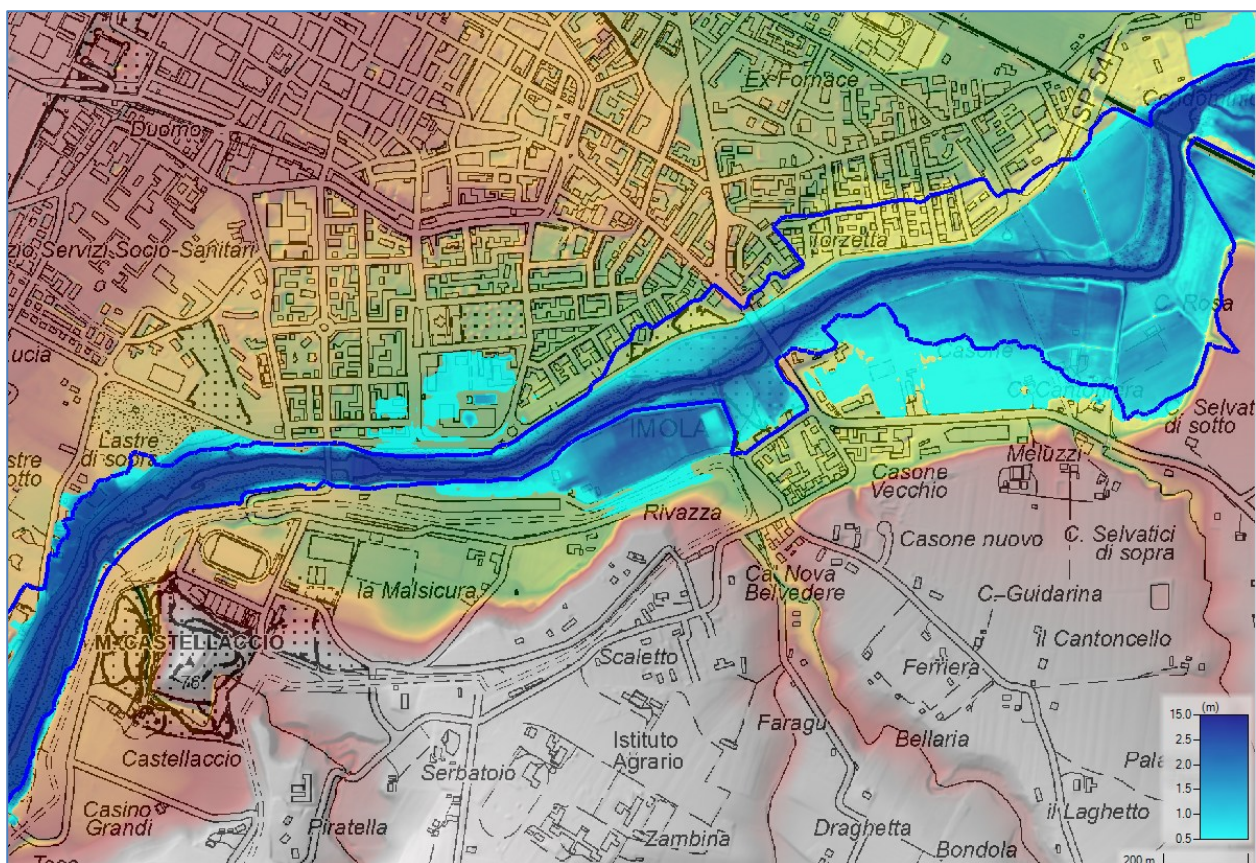 Ex Fornace
SP 54
Duomo
zio Servizi Socio-Sanitari
Torzetta
C. Rosa
ucia
Casone
C. Cantoniera
Lastre
di sopra
stre
otto
IMOLA
Selvat
di sotto
Meluzzi
Casone
Vecchio
Rivazza
Casone nuovo
C. Selvatici
di sopra
la Malsicura
Ca' Nova
Belvedere
C. Guidarina
M. CASTELLACCIO
76
il Cantoncello
Scaletto
Ferriera
Faragu
Istituto
Agrario
Bellaria
Castellaccio
Serbatoio
Pala
Casino
Grandi
il Laghetto
Piratella
Zambina
Draghetta
Bondola
(m)
15.0
2.5
2.0
1.5
1.0
0.5
200 m